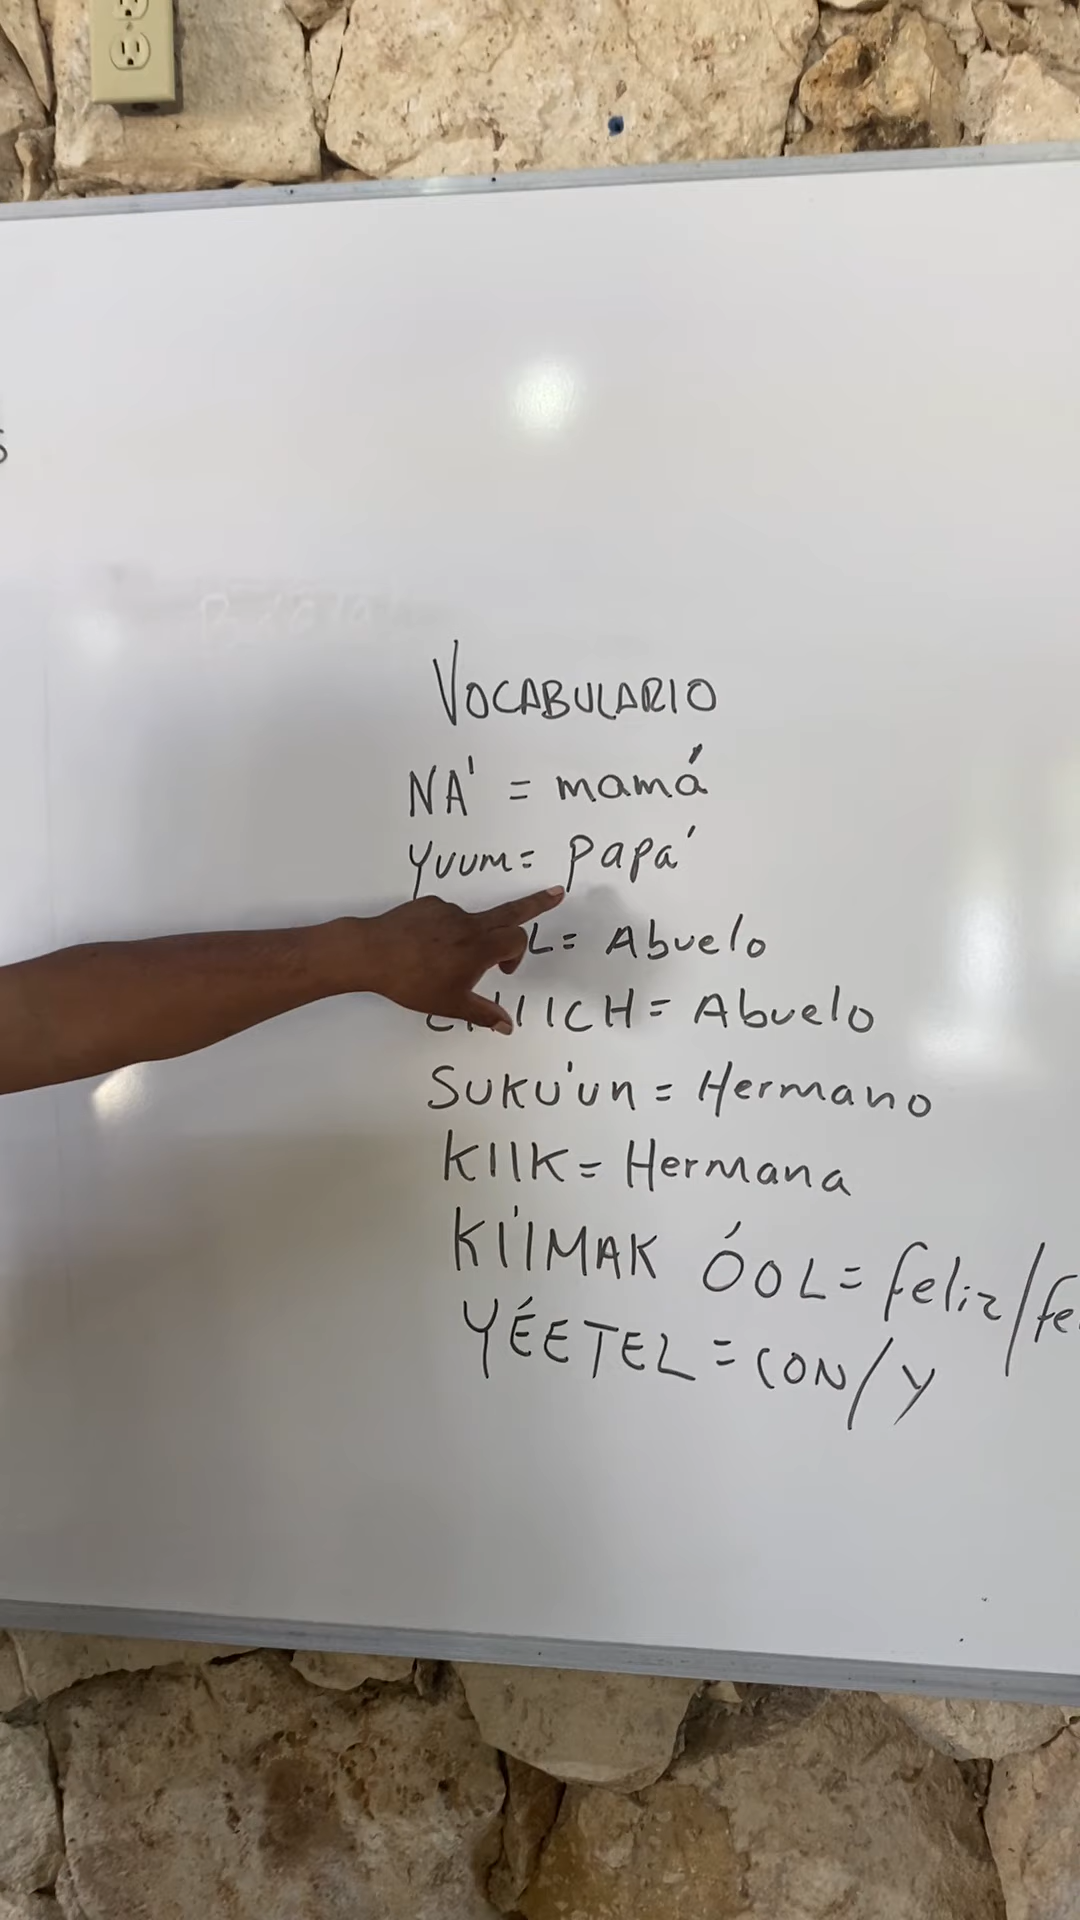 VOCABULARIO
NA' = mamá
YUUM = papá
L = Abuelo
IICH = Abuelo
SUKU'UN = Hermano
KIIK = Hermana
KI'IMAK ÓOL = feliz/fe
YÉETEL = CON/Y